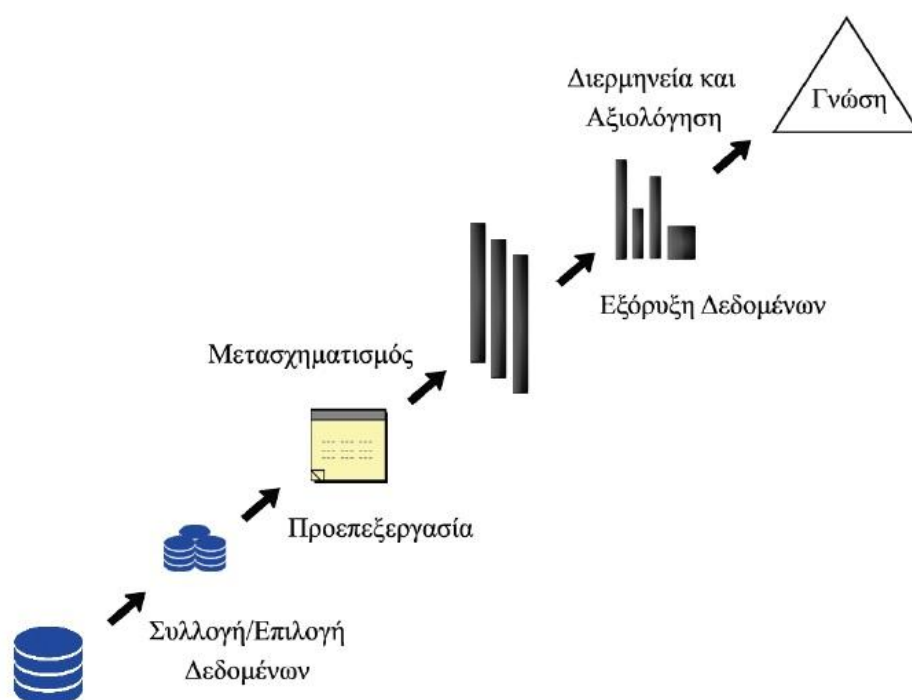 Διερμηνεία και
Αξιολόγηση
Γνώση
Εξόρυξη Δεδομένων
Μετασχηματισμός
Προεπεξεργασία
Συλλογή/Επιλογή
Δεδομένων